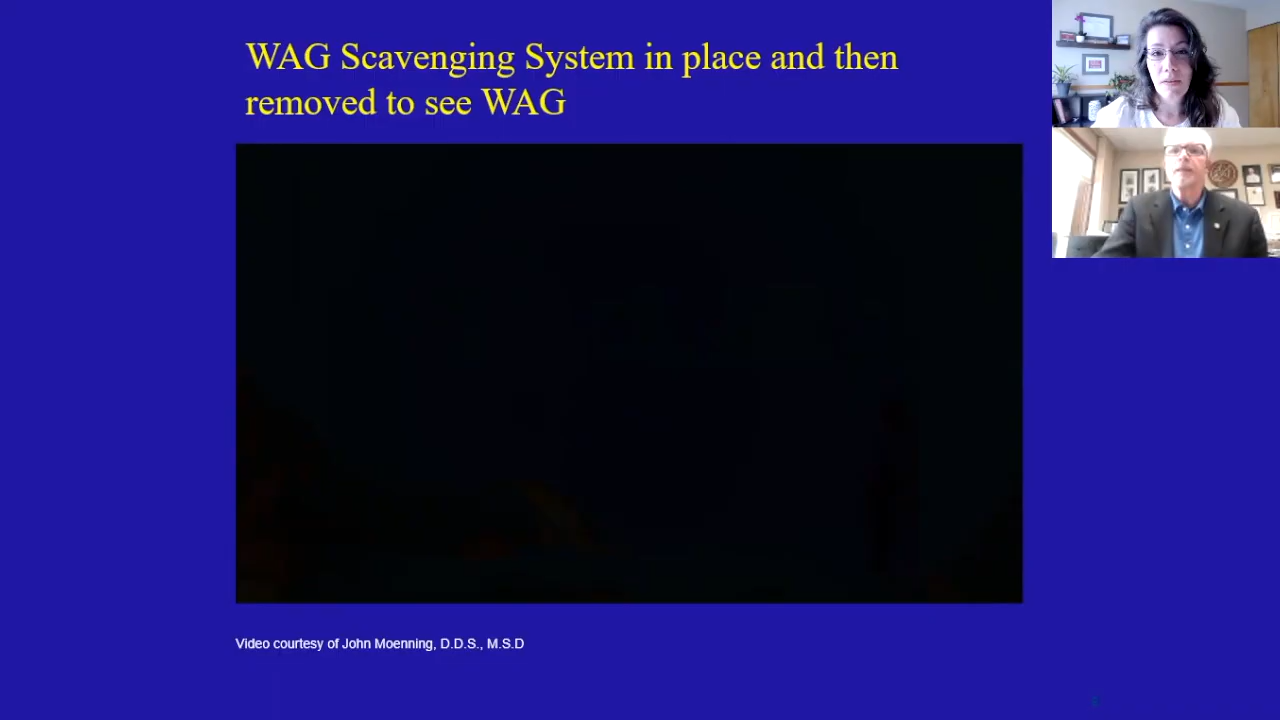 WAG Scavenging System in place and then
removed to see WAG
Video courtesy of John Moenning, D.D.S., M.S.D